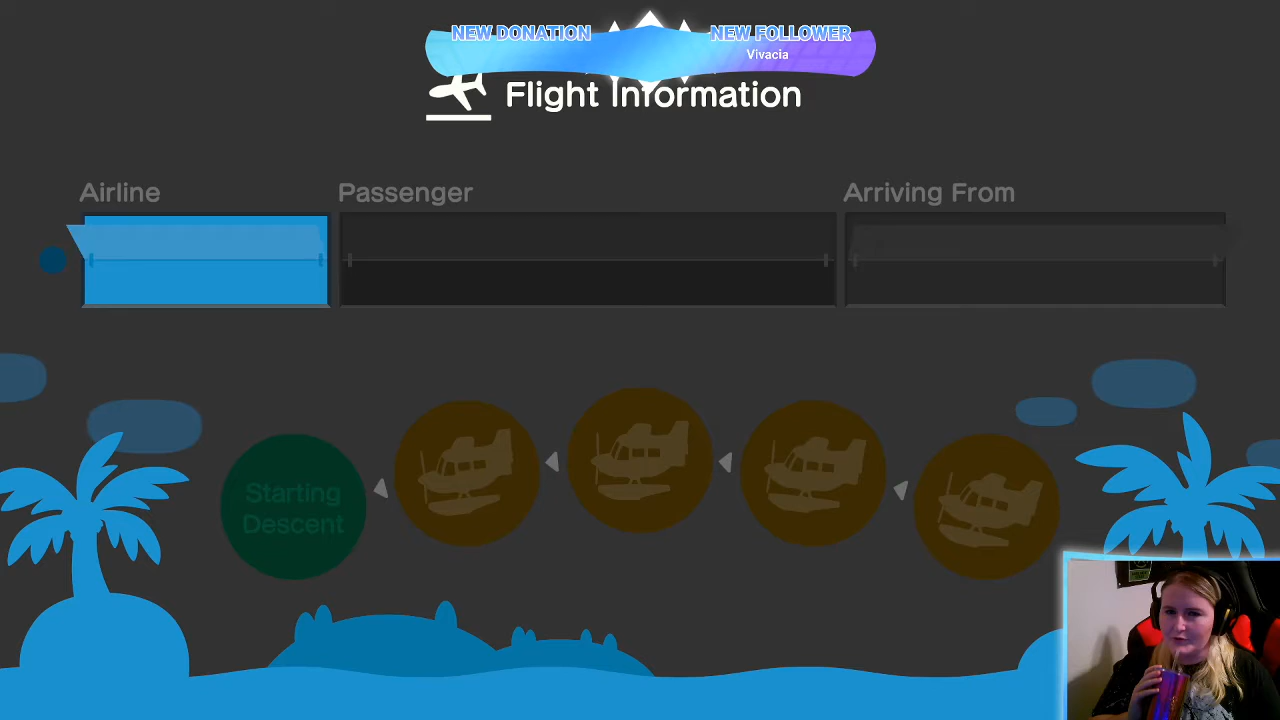 NEW DONATION
NEW FOLLOWER
Vivacia
Flight Information
Airline
Passenger
Arriving From
Starting
Descent